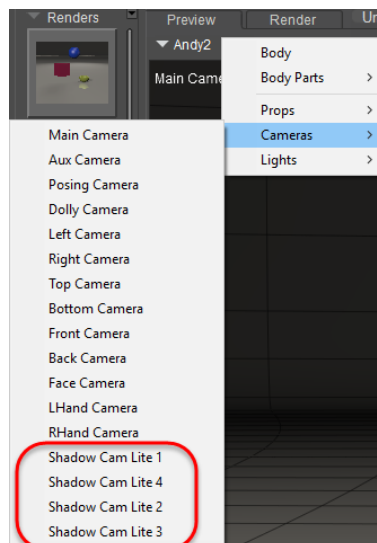 Renders
Preview
Render
Andy2
Main Came
Body
Body Parts
Props
Cameras
Lights
Main Camera
Aux Camera
Posing Camera
Dolly Camera
Left Camera
Right Camera
Top Camera
Bottom Camera
Front Camera
Back Camera
Face Camera
LHand Camera
RHand Camera
Shadow Cam Lite 1
Shadow Cam Lite 4
Shadow Cam Lite 2
Shadow Cam Lite 3